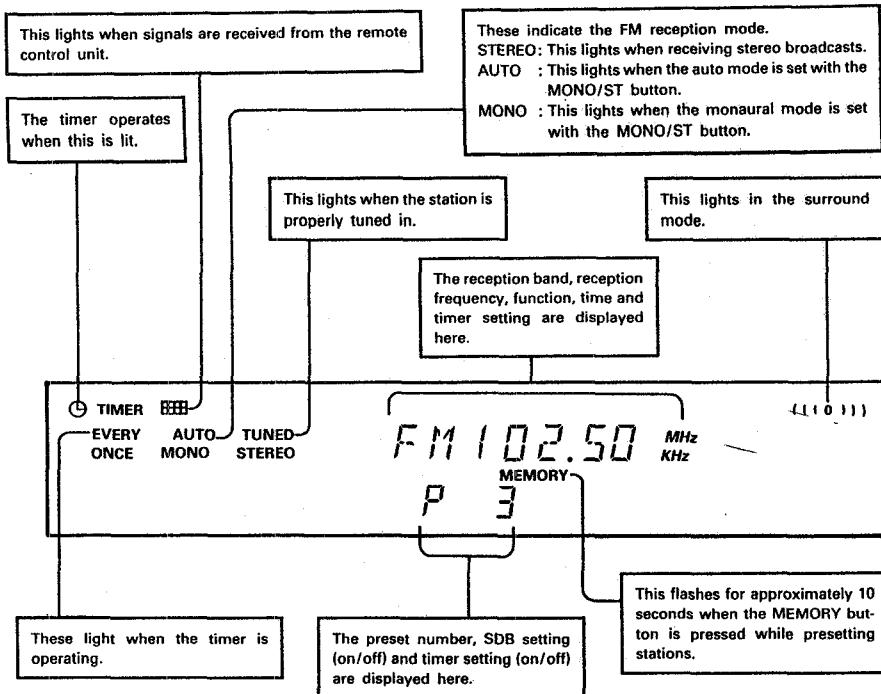 This lights when signals are received from the remote
control unit.
These indicate the FM reception mode.
STEREO: This lights when receiving stereo broadcasts.
AUTO : This lights when the auto mode is set with the
MONO/ST button.
MONO : This lights when the monaural mode is set
with the MONO/ST button.
The timer operates
when this is lit.
This lights when the station is
properly tuned in.
This lights in the surround
mode.
The reception band, reception
frequency, function, time and
timer setting are displayed
here.
TIMER
EVERY AUTO TUNED
ONCE MONO STEREO
FM 102.50 MHz
KHz
MEMORY
P 3
These light when the timer is
operating.
The preset number, SDB setting
(on/off) and timer setting (on/off)
are displayed here.
This flashes for approximately 10
seconds when the MEMORY but-
ton is pressed while presetting
stations.